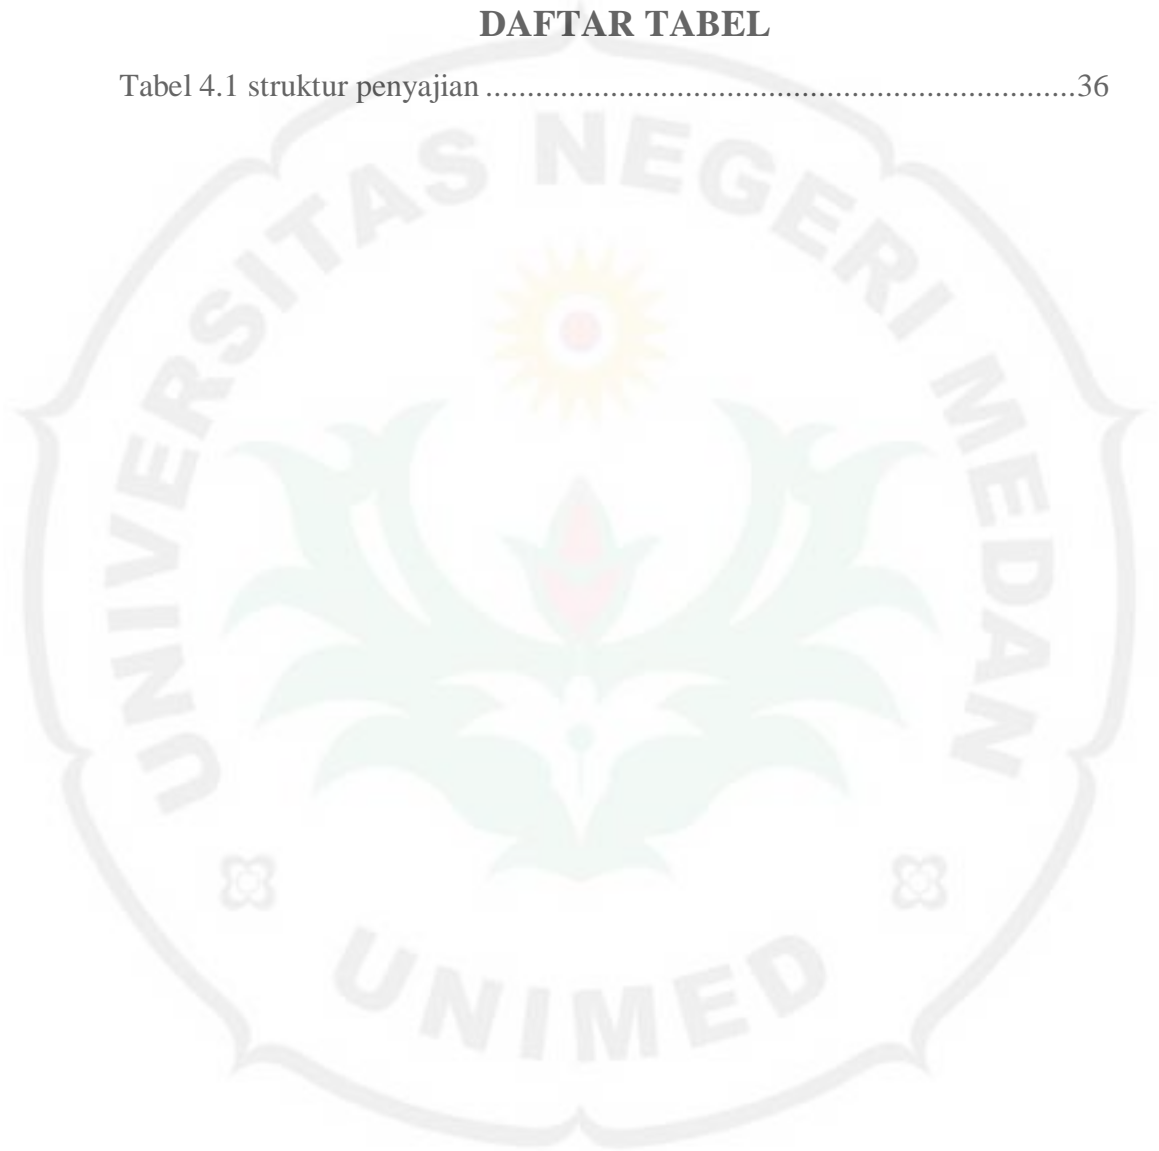 DAFTAR TABEL
Tabel 4.1 struktur penyajian ....................................................................36
UNIVERSITAS NEGERI MEDAN
UNIMED